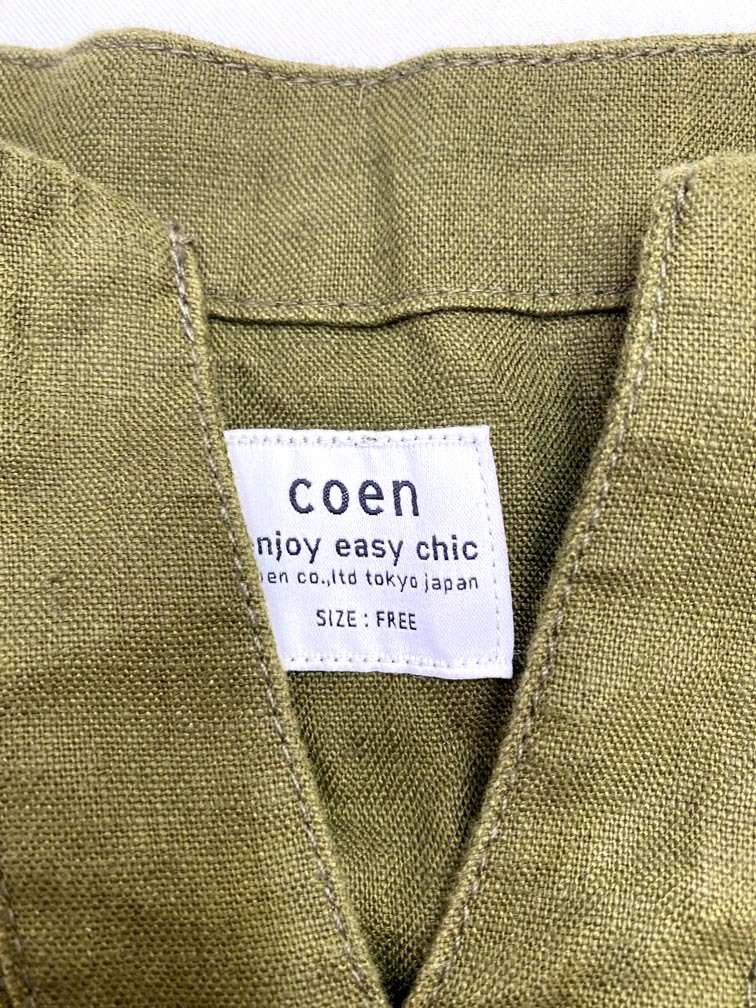 coen
njoy easy chic
en co.,ltd tokyo japan
SIZE : FREE